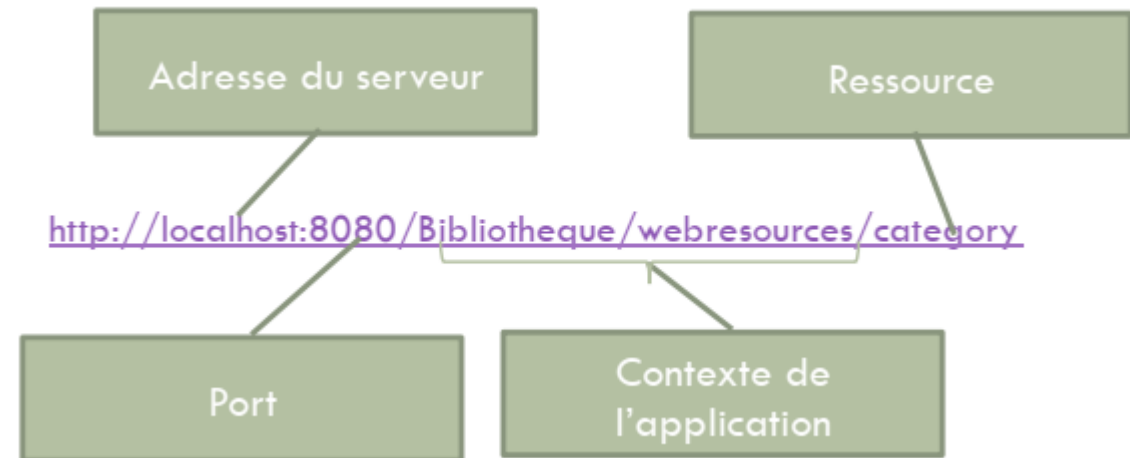 Adresse du serveur
Ressource
http://localhost:8080/Bibliotheque/webresources/category
Port
Contexte de
l'application